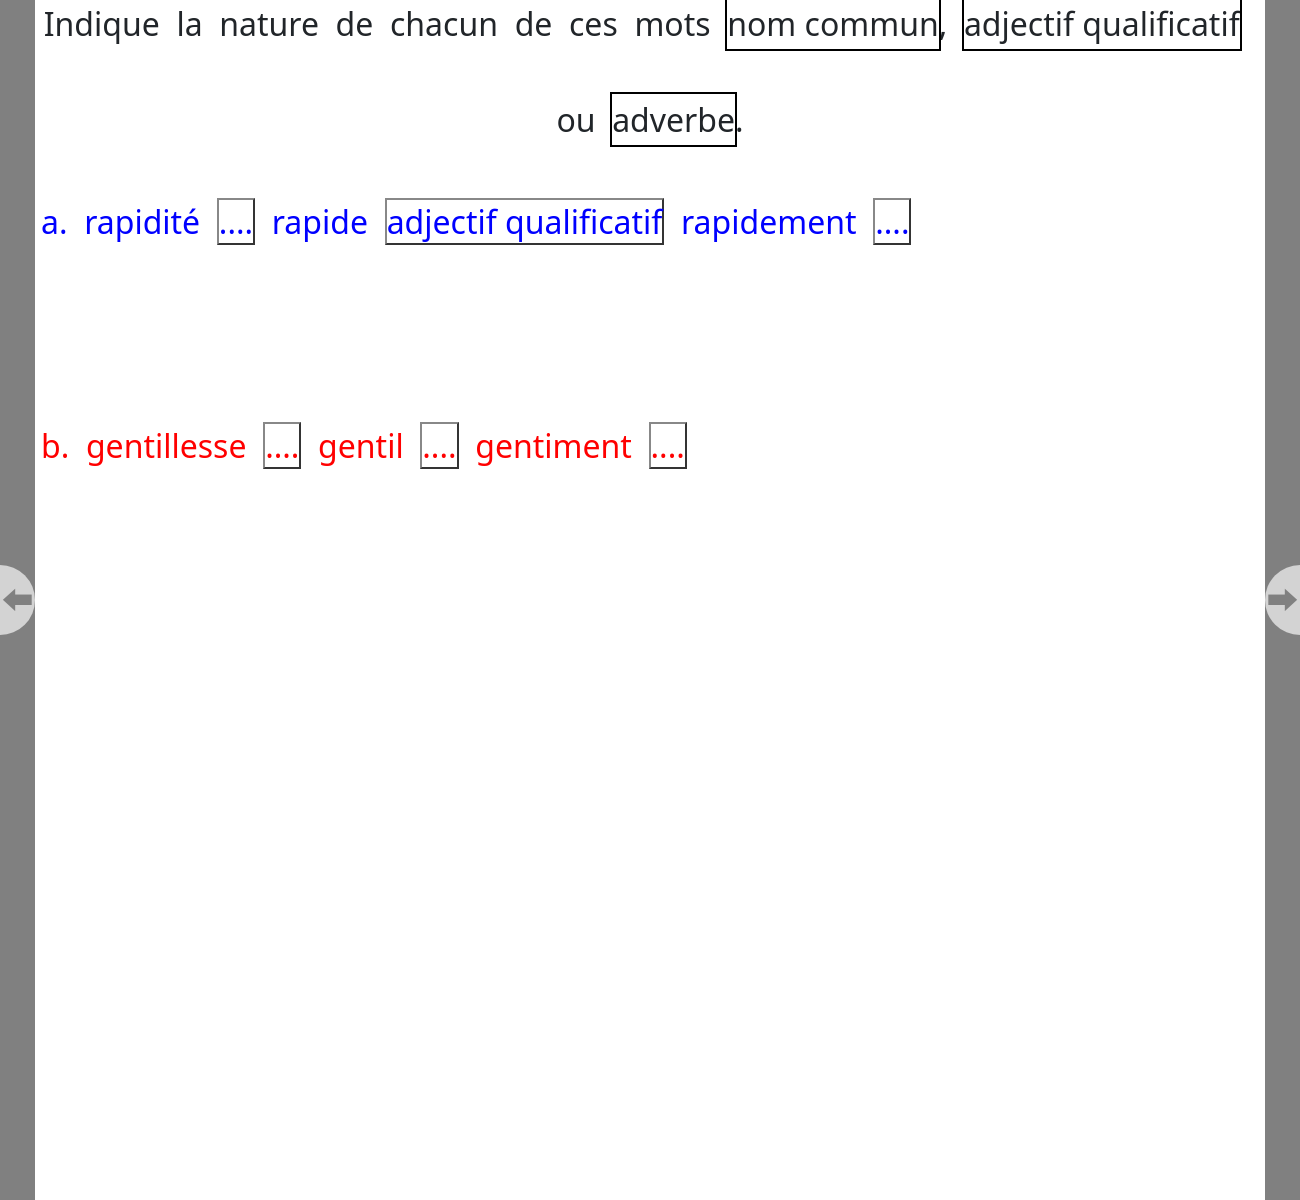 Indique la nature de chacun de ces mots nom commun, adjectif qualificatif
ou adverbe.
a. rapidité .... rapide adjectif qualificatif rapidement ....
b. gentillesse .... gentil .... gentiment ....